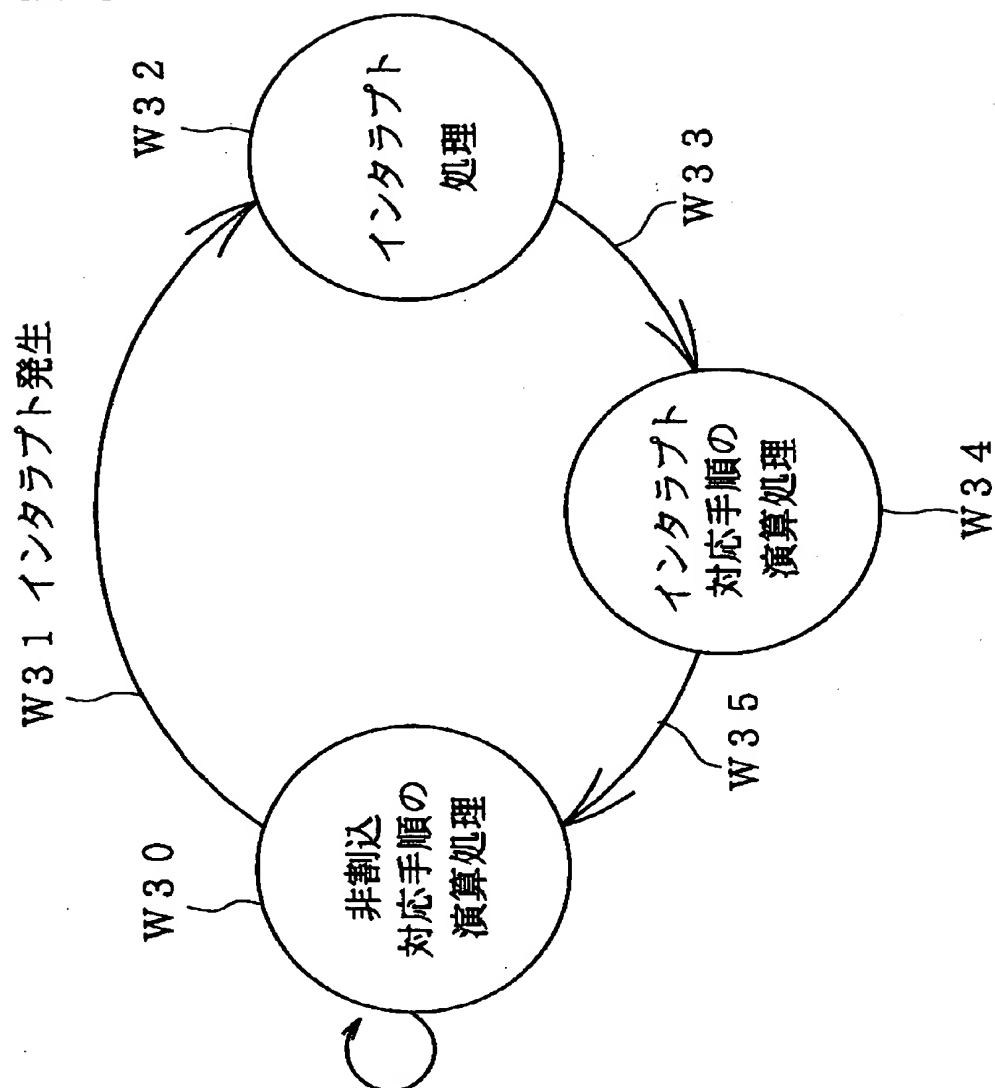 W31 インタラプト発生
W30
非割込
対応手順の
演算処理
W32
インタラプト
処理
W33
インタラプト
対応手順の
演算処理
W34
W35